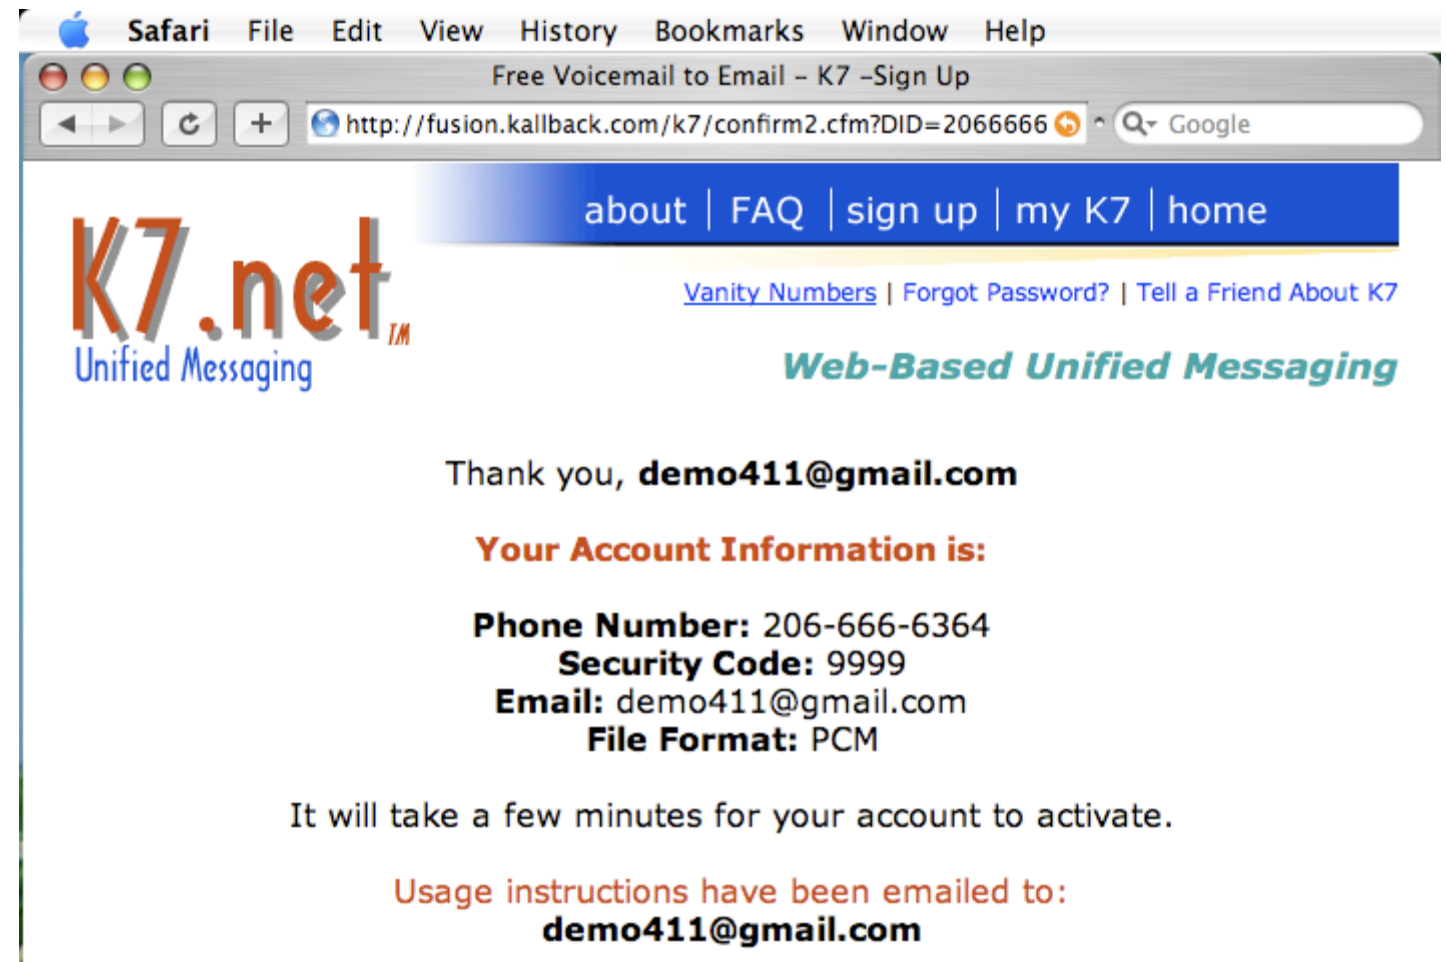 Safari File Edit View History Bookmarks Window Help
Free Voicemail to Email – K7 –Sign Up
http://fusion.kallback.com/k7/confirm2.cfm?DID=2066666 Google
about | FAQ | sign up | my K7 | home
K7.net TM
Unified Messaging
Vanity Numbers | Forgot Password? | Tell a Friend About K7
Web-Based Unified Messaging
Thank you, demo411@gmail.com
Your Account Information is:
Phone Number: 206-666-6364
Security Code: 9999
Email: demo411@gmail.com
File Format: PCM
It will take a few minutes for your account to activate.
Usage instructions have been emailed to:
demo411@gmail.com